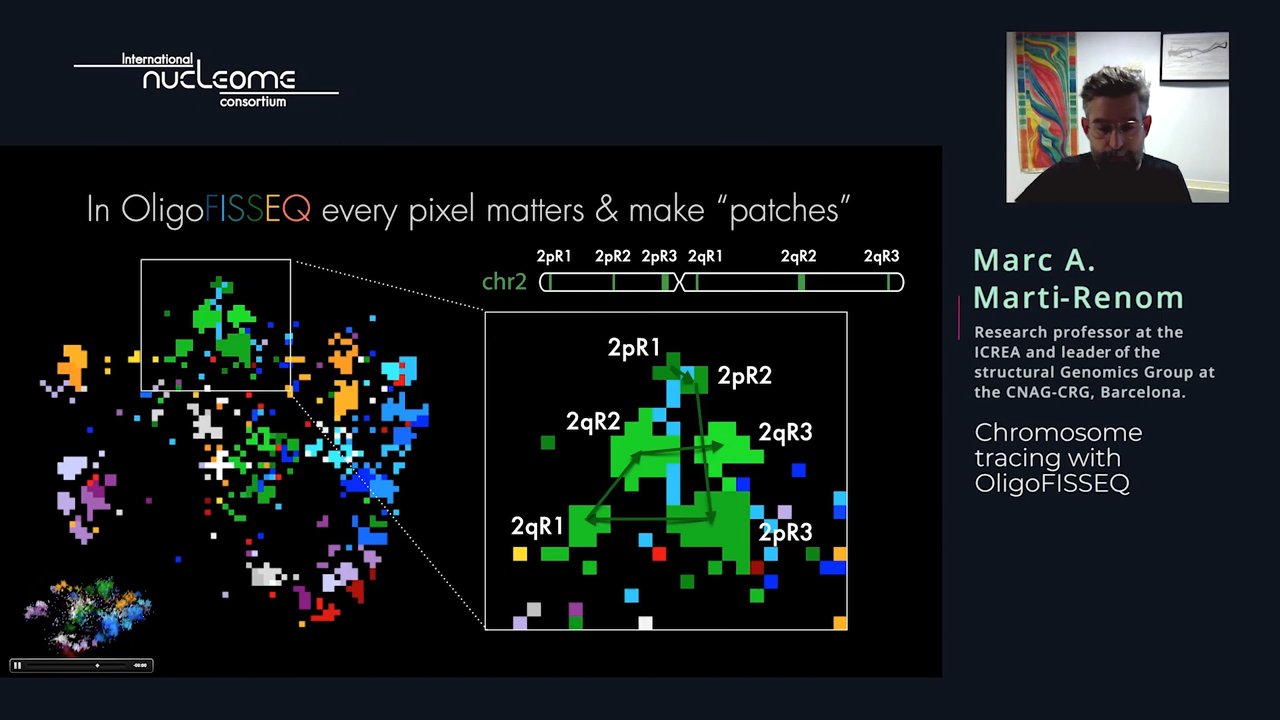 International
nucleome
consortium
In OligoFISSEQ every pixel matters & make “patches”
2pR1 2pR2 2pR3 2qR1 2qR2 2qR3
chr2
2pR1
2pR2
2qR2
2qR3
2qR1
2pR3
Marc A.
Marti-Renom
Research professor at the
ICREA and leader of the
structural Genomics Group at
the CNAG-CRG, Barcelona.
Chromosome
tracing with
OligoFISSEQ